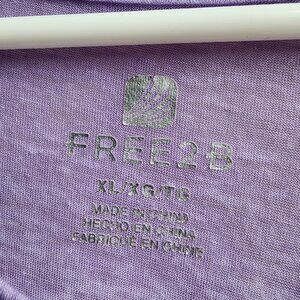 FREE2B
XL/XG/TG
MADE IN CHINA
HECHO EN CHINA
FABRIQUÉ EN CHINE